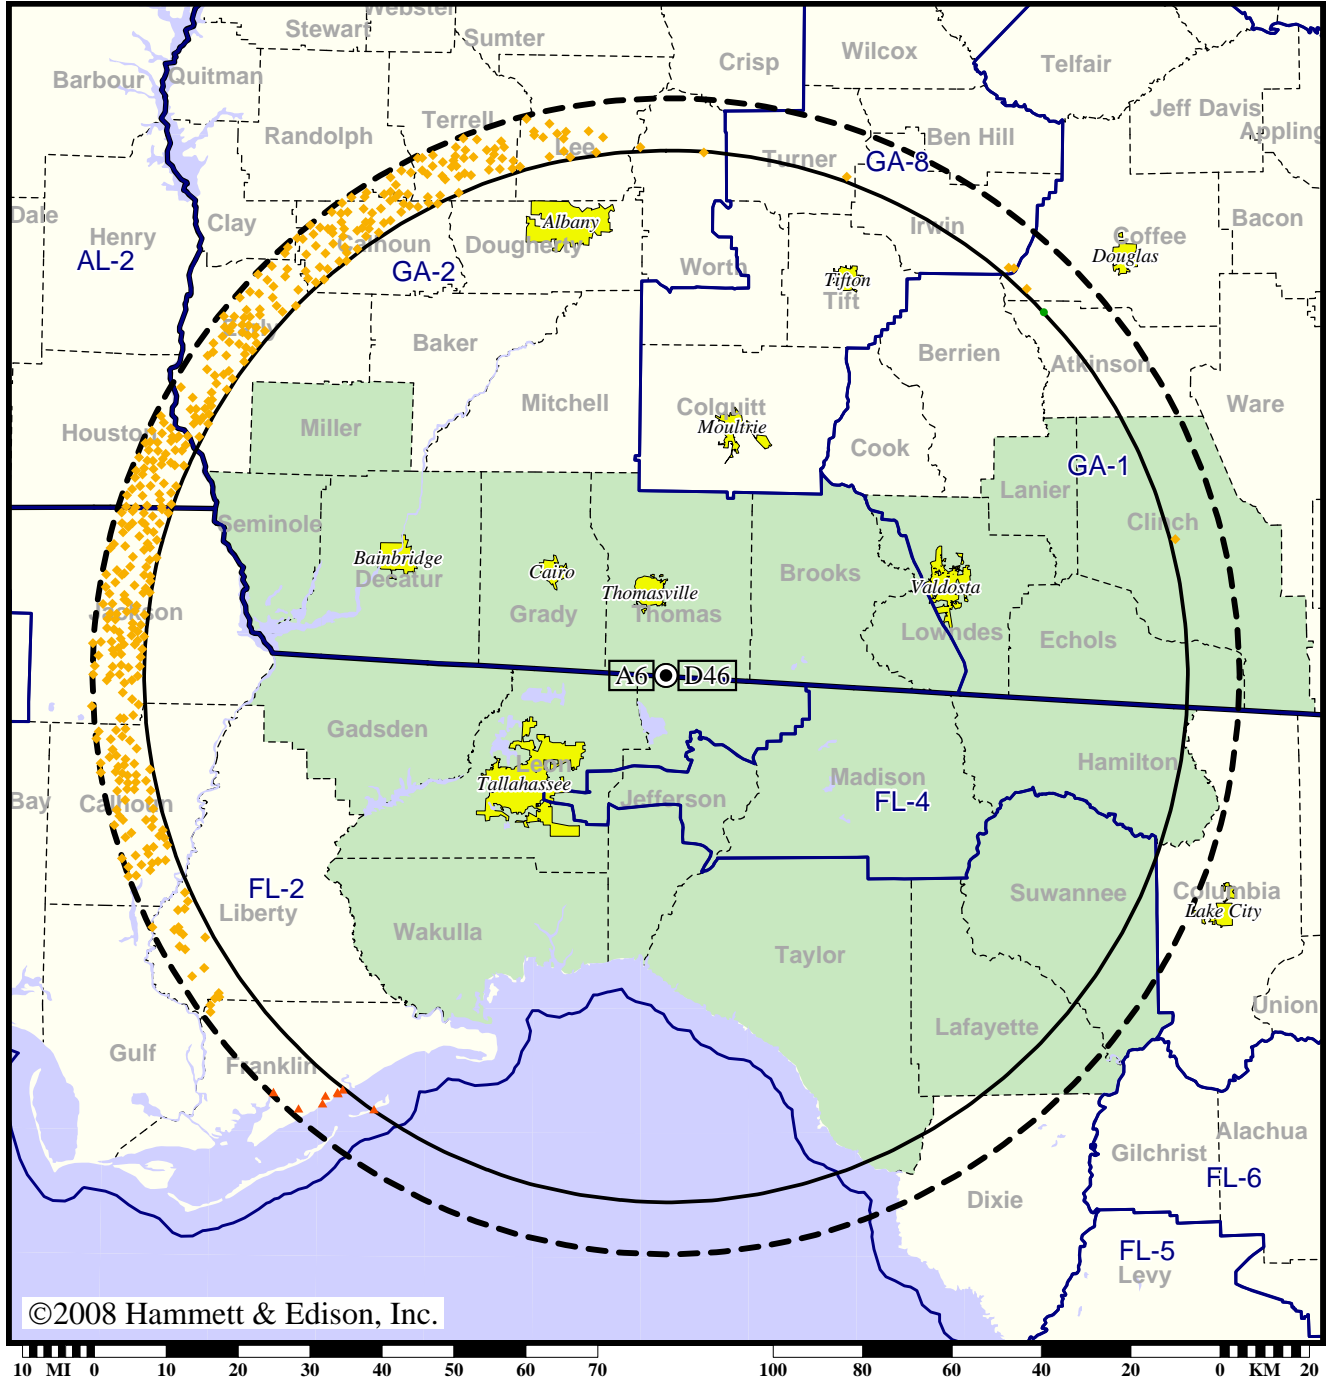 Webster
Stewart
Sumter
Crisp
Wilcox
Telfair
Barbour
Quitman
Jeff Davis
Appling
Randolph
Terrell
Lee
Turner
GA-8
Ben Hill
Dale
Henry
AL-2
Clay
Calhoun
GA-2
Dougherty
Albany
Worth
Irwin
Tifton
Tift
Coffee
Douglas
Bacon
Early
Baker
Berrien
Atkinson
Houston
Miller
Mitchell
Colquitt
Moultrie
Cook
Ware
GA-1
Lanier
Clinch
Seminole
Bainbridge
Decatur
Cairo
Grady
Thomasville
Thomas
Brooks
Valdosta
Lowndes
Echols
Jackson
A6
D46
Gadsden
Leon
Tallahassee
Jefferson
Madison
FL-4
Hamilton
Bay
Calhoun
FL-2
Liberty
Wakulla
Taylor
Suwannee
Columbia
Lake City
Lafayette
Union
Gulf
Franklin
Dixie
Gilchrist
Alachua
FL-6
FL-5
Levy
©2008 Hammett & Edison, Inc.
10 MI 0 10 20 30 40 50 60 70 100 80 60 40 20 0 KM 20